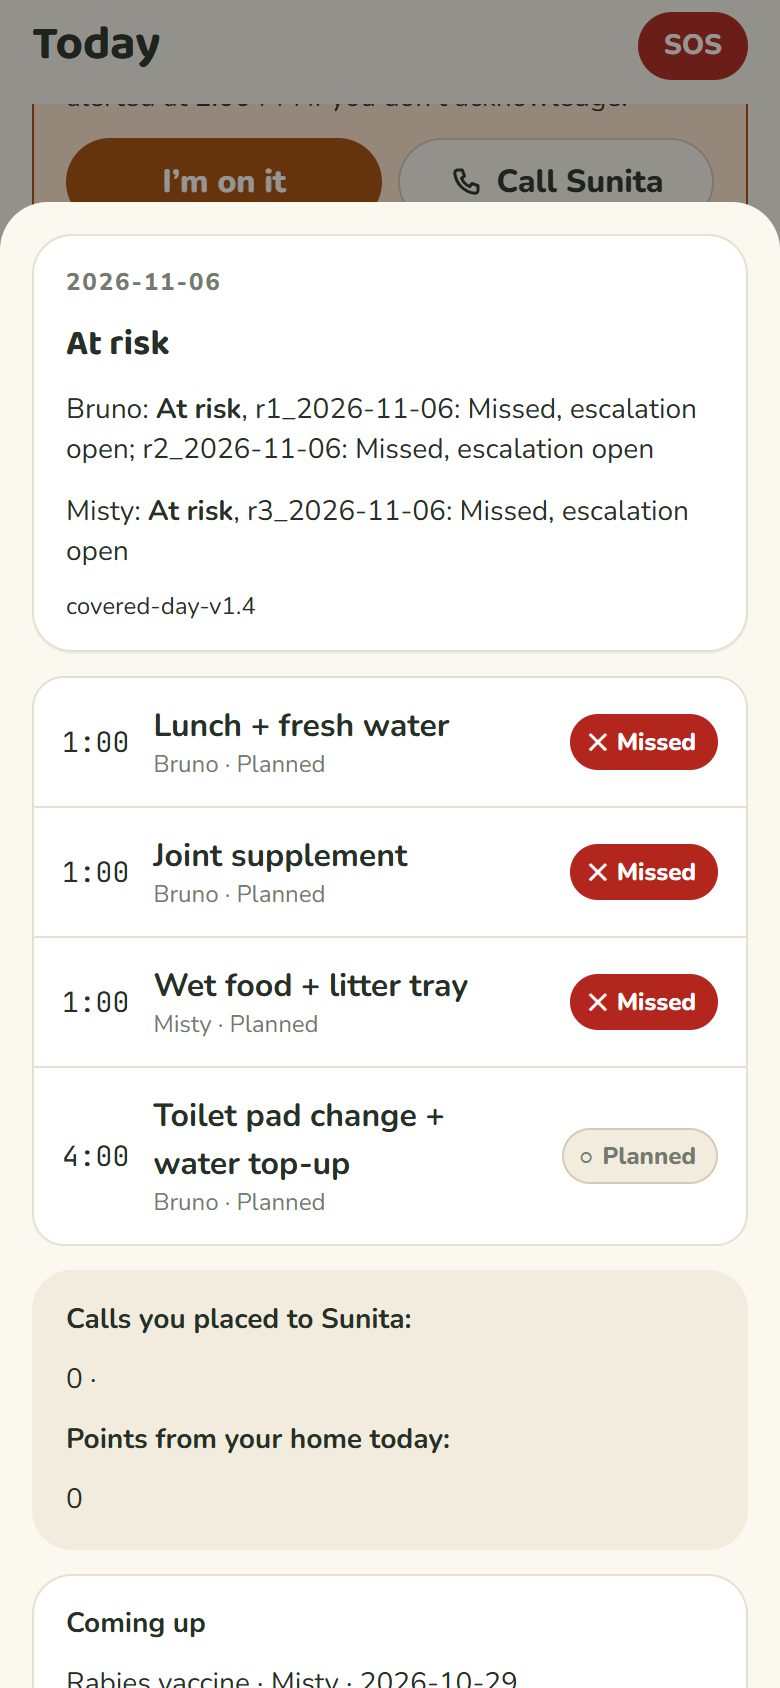 Today
SOS
I'm on it
Call Sunita
2026-11-06
At risk
Bruno: At risk, r1_2026-11-06: Missed, escalation
open; r2_2026-11-06: Missed, escalation open
Misty: At risk, r3_2026-11-06: Missed, escalation
open
covered-day-v1.4
1:00
Lunch + fresh water
Bruno · Planned
Missed
1:00
Joint supplement
Bruno · Planned
Missed
1:00
Wet food + litter tray
Misty · Planned
Missed
4:00
Toilet pad change +
water top-up
Bruno · Planned
Planned
Calls you placed to Sunita:
0 ·
Points from your home today:
0
Coming up
Rabies vaccine · Misty · 2026-10-29